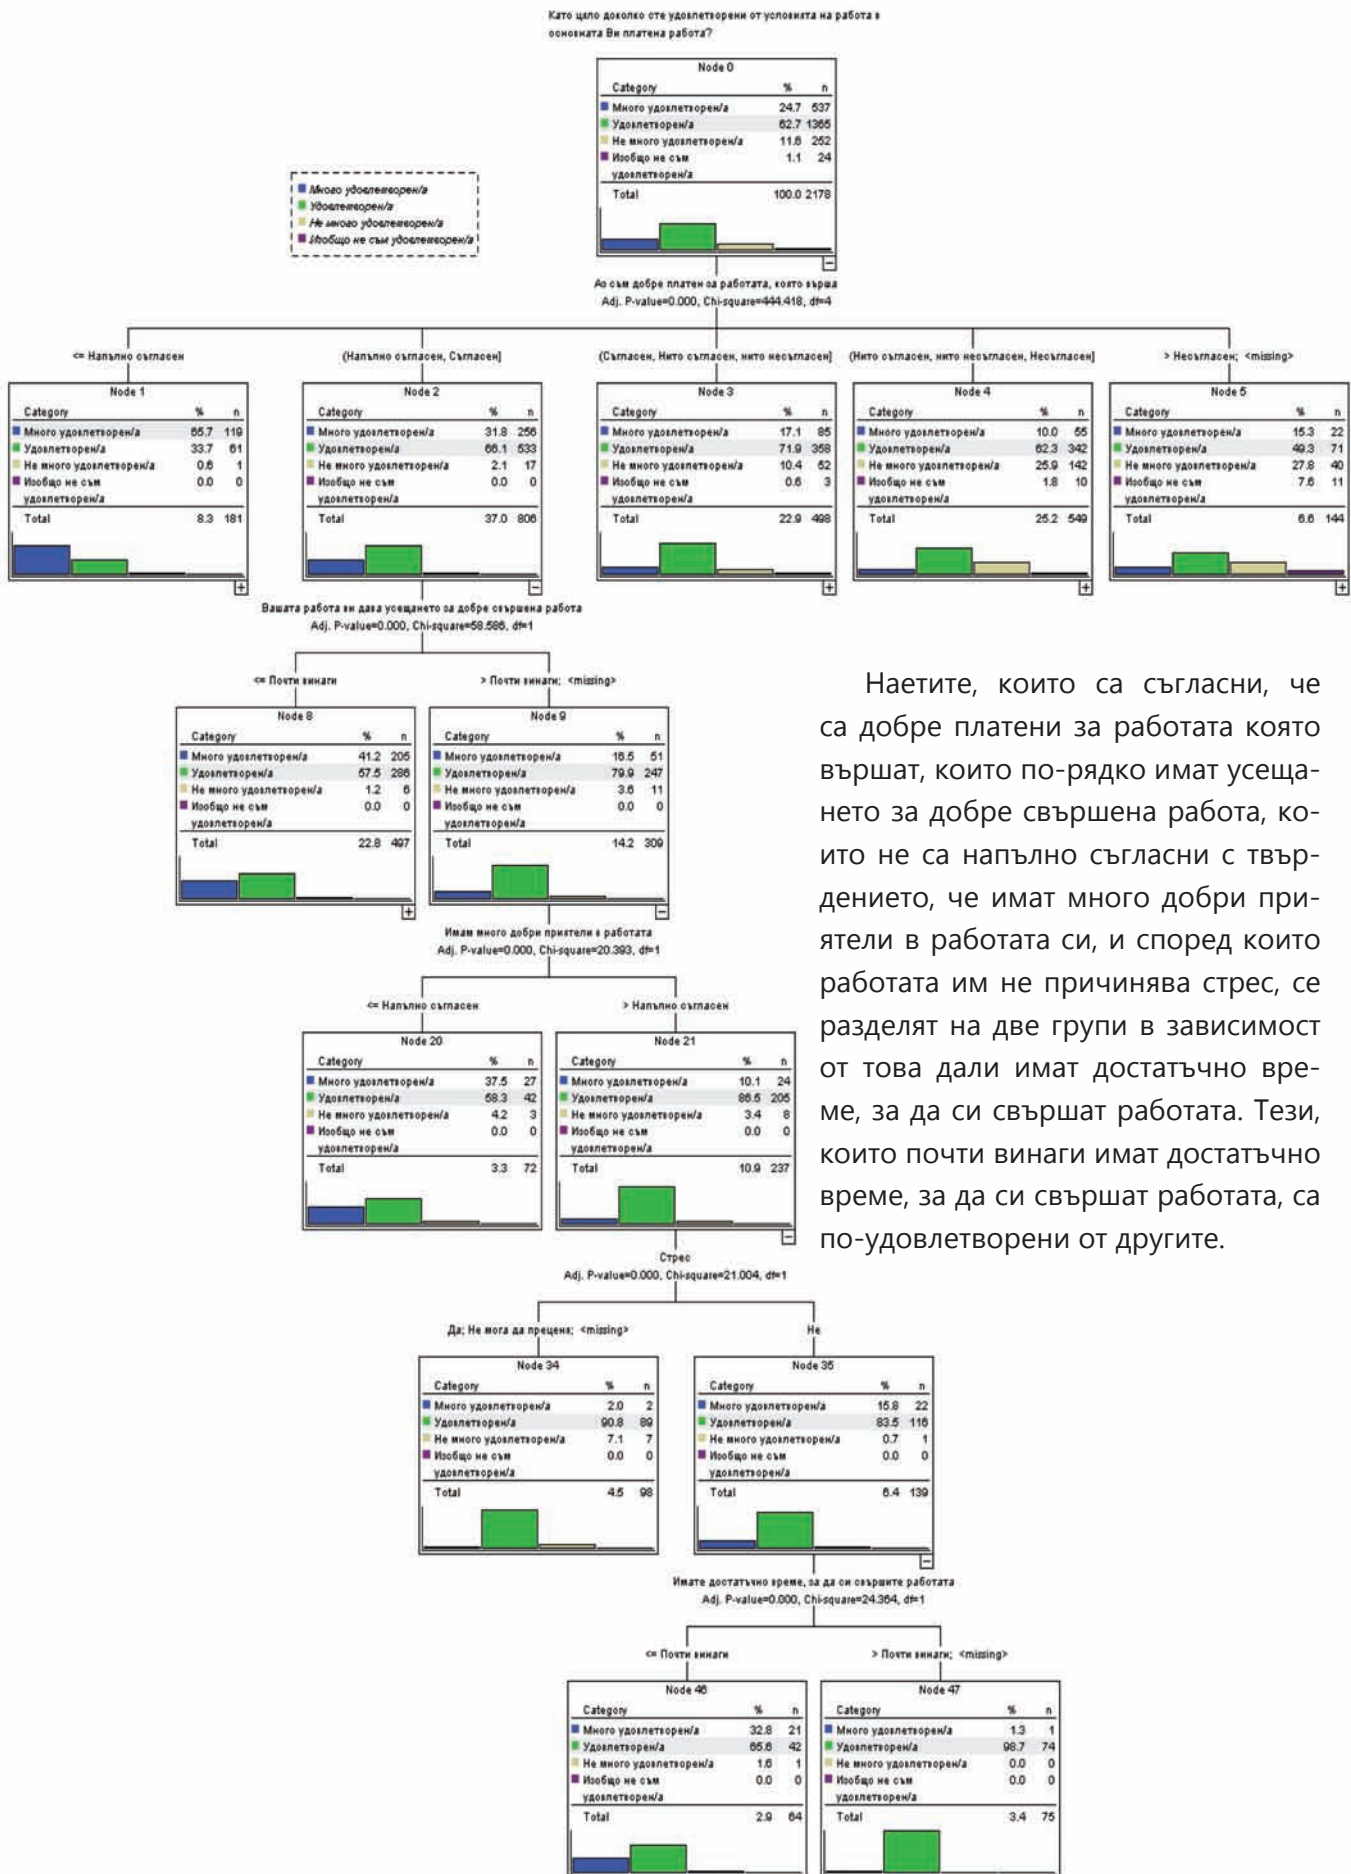 Като цяло доколко сте удовлетворени от условията на работа в
основната Ви платена работа?
Node 0
Category % n
Много удовлетворен/а 24.7 537
Удовлетворен/а 62.7 1365
Не много удовлетворен/а 11.6 252
Изобщо не съм 1.1 24
удовлетворен/а
Total 100.0 2178
Много удовлетворен/а
Удовлетворен/а
Не много удовлетворен/а
Изобщо не съм удовлетворен/а
Аз съм добре платен за работата, която върша
Adj. P-value=0.000, Chi-square=444.418, df=4
<= Напълно съгласен
(Напълно съгласен, Съгласен]
(Съгласен, Нито съгласен, нито несъгласен]
(Нито съгласен, нито несъгласен, Несъгласен]
> Несъгласен; <missing>
Node 1
Category % n
Много удовлетворен/а 65.7 119
Удовлетворен/а 33.7 61
Не много удовлетворен/а 0.6 1
Изобщо не съм 0.0 0
удовлетворен/а
Total 8.3 181
Node 2
Category % n
Много удовлетворен/а 31.8 256
Удовлетворен/а 66.1 533
Не много удовлетворен/а 2.1 17
Изобщо не съм 0.0 0
удовлетворен/а
Total 37.0 806
Node 3
Category % n
Много удовлетворен/а 17.1 85
Удовлетворен/а 71.9 358
Не много удовлетворен/а 10.4 52
Изобщо не съм 0.6 3
удовлетворен/а
Total 22.9 498
Node 4
Category % n
Много удовлетворен/а 10.0 55
Удовлетворен/а 62.3 342
Не много удовлетворен/а 25.9 142
Изобщо не съм 1.8 10
удовлетворен/а
Total 25.2 549
Node 5
Category % n
Много удовлетворен/а 15.3 22
Удовлетворен/а 49.3 71
Не много удовлетворен/а 27.8 40
Изобщо не съм 7.6 11
удовлетворен/а
Total 6.6 144
Вашата работа ви дава усещането за добре свършена работа
Adj. P-value=0.000, Chi-square=58.586, df=1
<= Почти винаги
> Почти винаги; <missing>
Node 8
Category % n
Много удовлетворен/а 41.2 205
Удовлетворен/а 57.5 286
Не много удовлетворен/а 1.2 6
Изобщо не съм 0.0 0
удовлетворен/а
Total 22.8 497
Node 9
Category % n
Много удовлетворен/а 16.5 51
Удовлетворен/а 79.9 247
Не много удовлетворен/а 3.6 11
Изобщо не съм 0.0 0
удовлетворен/а
Total 14.2 309
Имам много добри приятели в работата
Adj. P-value=0.000, Chi-square=20.393, df=1
<= Напълно съгласен
> Напълно съгласен
Node 20
Category % n
Много удовлетворен/а 37.5 27
Удовлетворен/а 58.3 42
Не много удовлетворен/а 4.2 3
Изобщо не съм 0.0 0
удовлетворен/а
Total 3.3 72
Node 21
Category % n
Много удовлетворен/а 10.1 24
Удовлетворен/а 86.5 205
Не много удовлетворен/а 3.4 8
Изобщо не съм 0.0 0
удовлетворен/а
Total 10.9 237
Стрес
Adj. P-value=0.000, Chi-square=21.004, df=1
Да; Не мога да преценя; <missing>
Не
Node 34
Category % n
Много удовлетворен/а 2.0 2
Удовлетворен/а 90.8 89
Не много удовлетворен/а 7.1 7
Изобщо не съм 0.0 0
удовлетворен/а
Total 4.5 98
Node 35
Category % n
Много удовлетворен/а 15.8 22
Удовлетворен/а 83.5 116
Не много удовлетворен/а 0.7 1
Изобщо не съм 0.0 0
удовлетворен/а
Total 6.4 139
Имате достатъчно време, за да си свършите работата
Adj. P-value=0.000, Chi-square=24.364, df=1
<= Почти винаги
> Почти винаги; <missing>
Node 46
Category % n
Много удовлетворен/а 32.8 21
Удовлетворен/а 65.6 42
Не много удовлетворен/а 1.6 1
Изобщо не съм 0.0 0
удовлетворен/а
Total 2.9 64
Node 47
Category % n
Много удовлетворен/а 1.3 1
Удовлетворен/а 98.7 74
Не много удовлетворен/а 0.0 0
Изобщо не съм 0.0 0
удовлетворен/а
Total 3.4 75
Наетите, които са съгласни, че
са добре платени за работата която
вършат, които по-рядко имат усеща-
нето за добре свършена работа, ко-
ито не са напълно съгласни с твър-
дението, че имат много добри при-
ятели в работата си, и според които
работата им не причинява стрес, се
разделят на две групи в зависимост
от това дали имат достатъчно вре-
ме, за да си свършат работата. Тези,
които почти винаги имат достатъчно
време, за да си свършат работата, са
по-удовлетворени от другите.